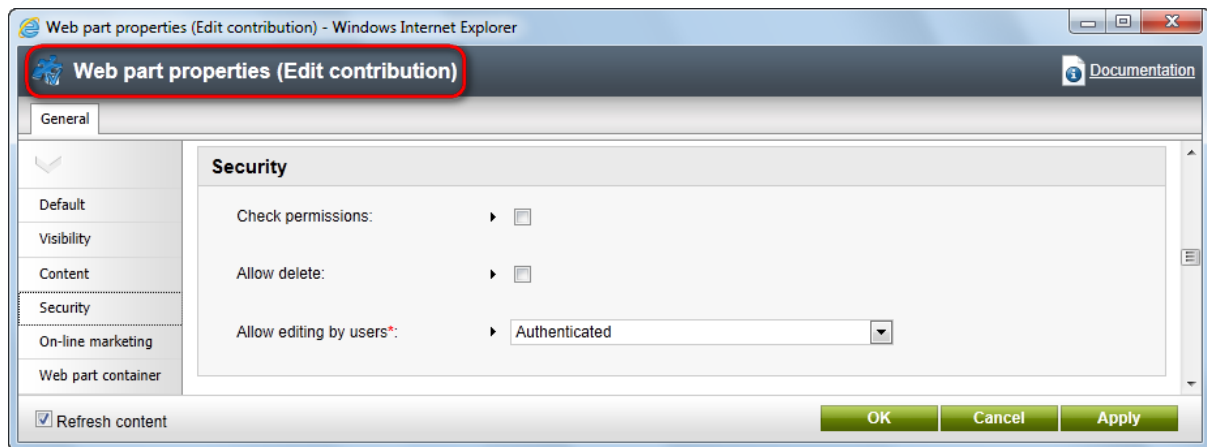 Web part properties (Edit contribution) - Windows Internet Explorer
Web part properties (Edit contribution)
Documentation
General
Security
Default
Check permissions:
Visibility
Content
Allow delete:
Security
Allow editing by users*:
Authenticated
On-line marketing
Web part container
Refresh content
OK
Cancel
Apply